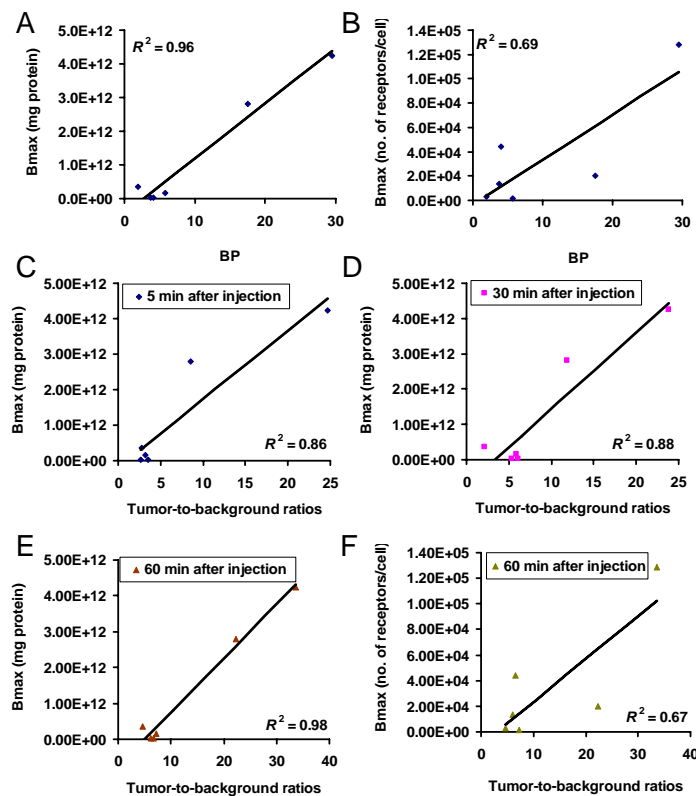 A
5.0E+12
4.0E+12
3.0E+12
2.0E+12
1.0E+12
0.0E+00
Bmax (mg protein)
R² = 0.96
0 10 20 30
BP
B
1.4E+05
1.2E+05
1.0E+05
8.0E+04
6.0E+04
4.0E+04
2.0E+04
0.0E+00
Bmax (no. of receptors/cell)
R² = 0.69
0 10 20 30
BP
C
5.00E+12
4.00E+12
3.00E+12
2.00E+12
1.00E+12
0.00E+00
Bmax (mg protein)
5 min after injection
R² = 0.86
0 5 10 15 20 25
Tumor-to-background ratios
D
5.00E+12
4.00E+12
3.00E+12
2.00E+12
1.00E+12
0.00E+00
Bmax (mg protein)
30 min after injection
R² = 0.88
0 5 10 15 20 25
Tumor-to-background ratios
E
5.00E+12
4.00E+12
3.00E+12
2.00E+12
1.00E+12
0.00E+00
Bmax (mg protein)
60 min after injection
R² = 0.98
0 10 20 30 40
Tumor-to-background ratios
F
1.40E+05
1.20E+05
1.00E+05
8.00E+04
6.00E+04
4.00E+04
2.00E+04
0.00E+00
Bmax (no. of receptors/cell]
60 min after injection
R² = 0.67
0 10 20 30 40
Tumor-to-background ratios